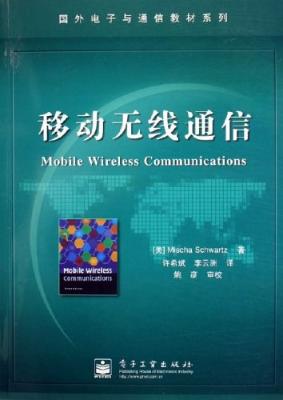 国外电子与通信教材系列
移动无线通信
Mobile Wireless Communications
[美] Mischa Schwartz 著
许希斌 李云洲 译
姚彦 审校
Mobile Wireless
Communications
电子工业出版社
Publishing House of Electronics Industry